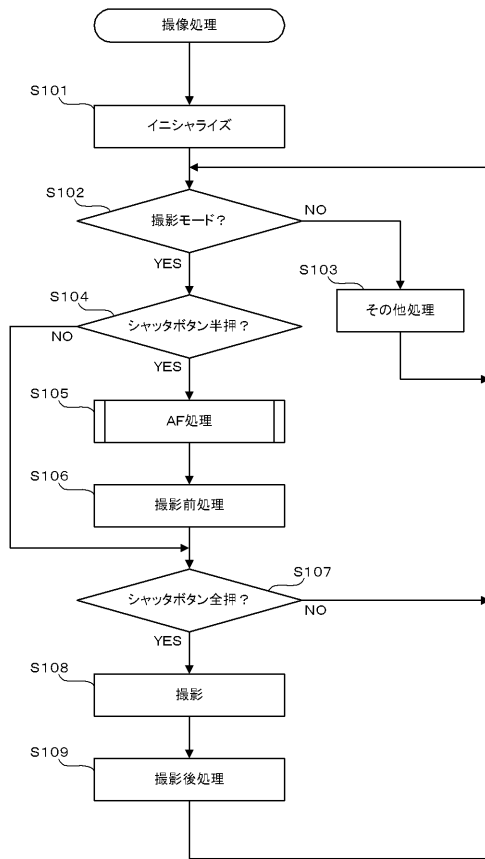 撮像処理
S101
イニシャライズ
S102
撮影モード?
NO
YES
S103
その他処理
S104
シャッタボタン半押?
NO
YES
S105
AF処理
S106
撮影前処理
S107
シャッタボタン全押?
NO
YES
S108
撮影
S109
撮影後処理